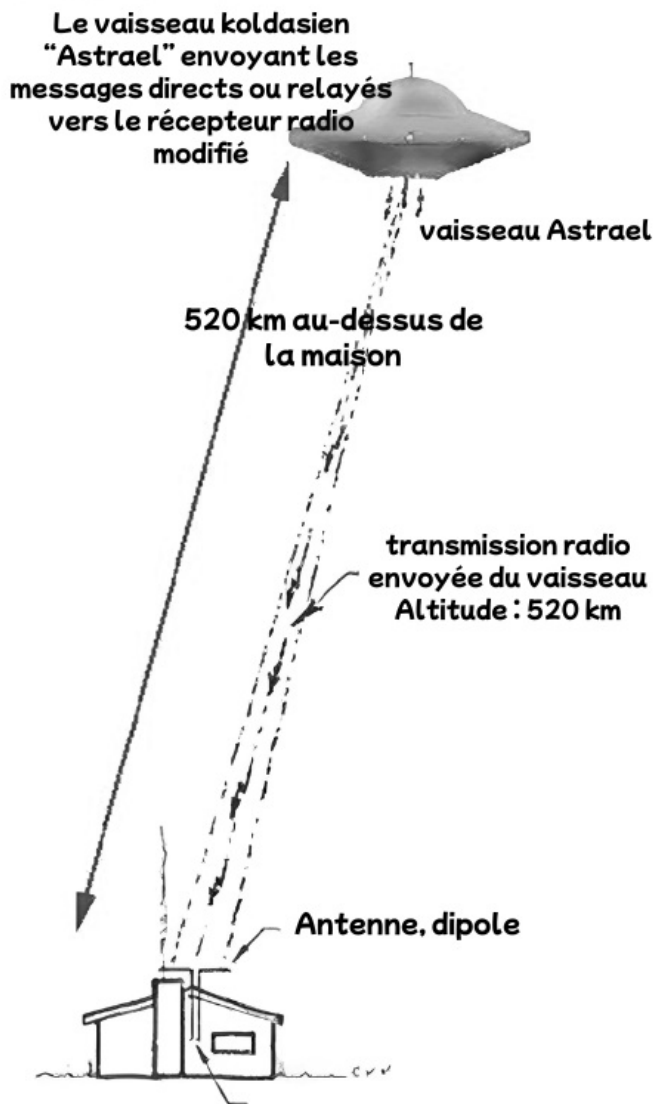 Le vaisseau koldasien
“Astrael” envoyant les
messages directs ou relayés
vers le récepteur radio
modifié
vaisseau Astrael
520 km au-dessus de
la maison
transmission radio
envoyée du vaisseau
Altitude : 520 km
Antenne, dipole